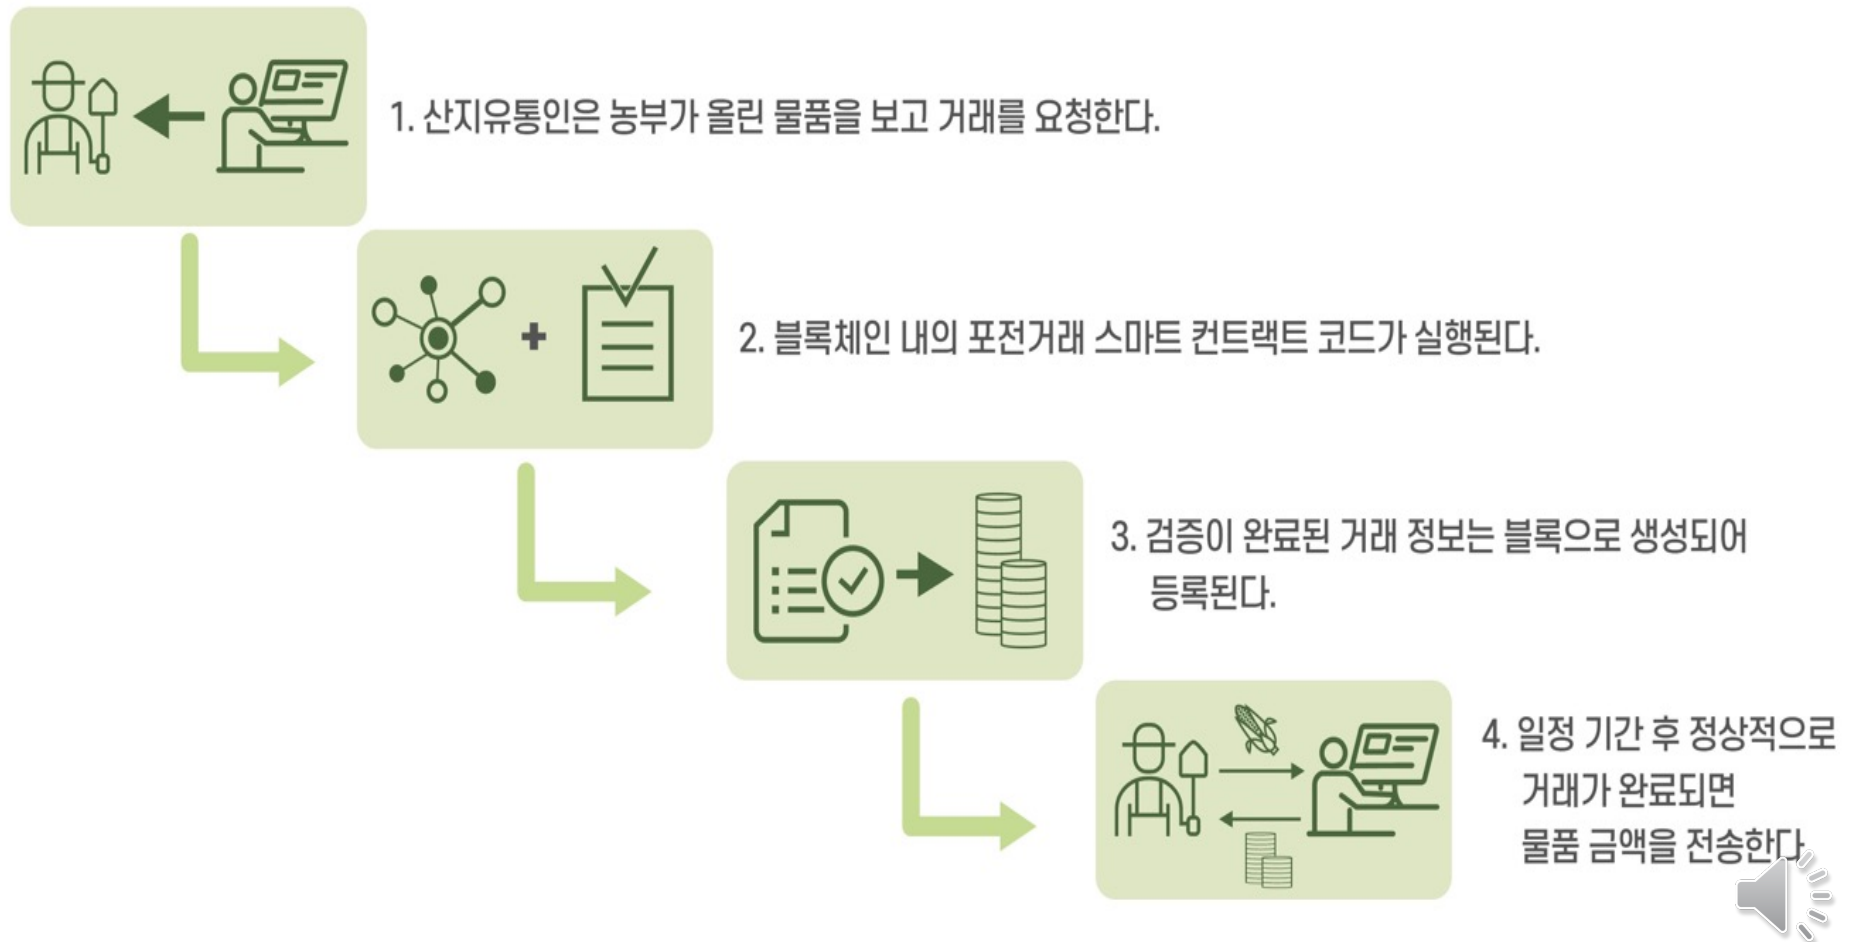 1. 산지유통인은 농부가 올린 물품을 보고 거래를 요청한다.
2. 블록체인 내의 포전거래 스마트 컨트랙트 코드가 실행된다.
3. 검증이 완료된 거래 정보는 블록으로 생성되어
등록된다.
4. 일정 기간 후 정상적으로
거래가 완료되면
물품 금액을 전송한다